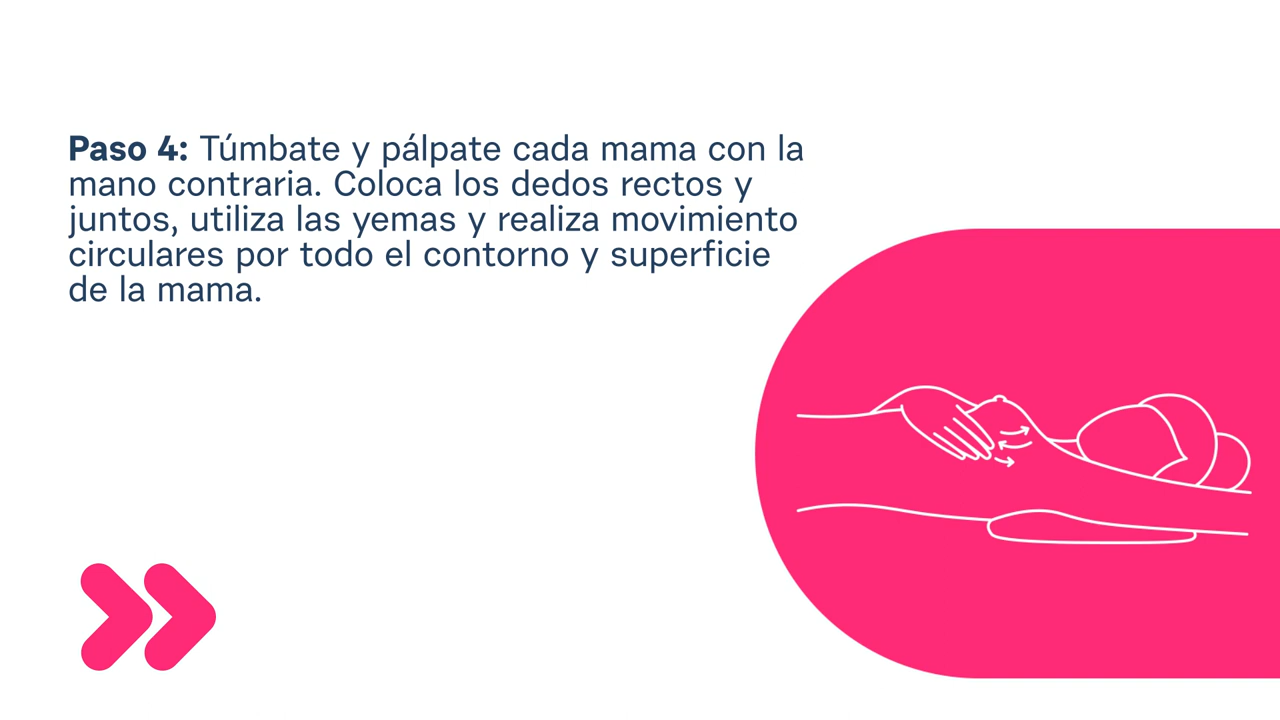 Paso 4: Túmbate y pálpate cada mama con la
mano contraria. Coloca los dedos rectos y
juntos, utiliza las yemas y realiza movimiento
circulares por todo el contorno y superficie
de la mama.